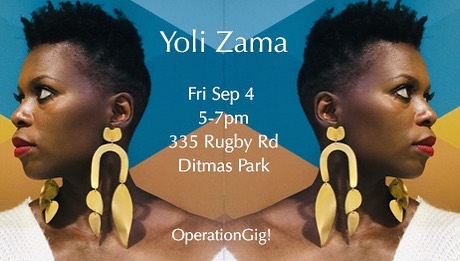 Yoli Zama
Fri Sep 4
5-7pm
335 Rugby Rd
Ditmas Park
OperationGig!